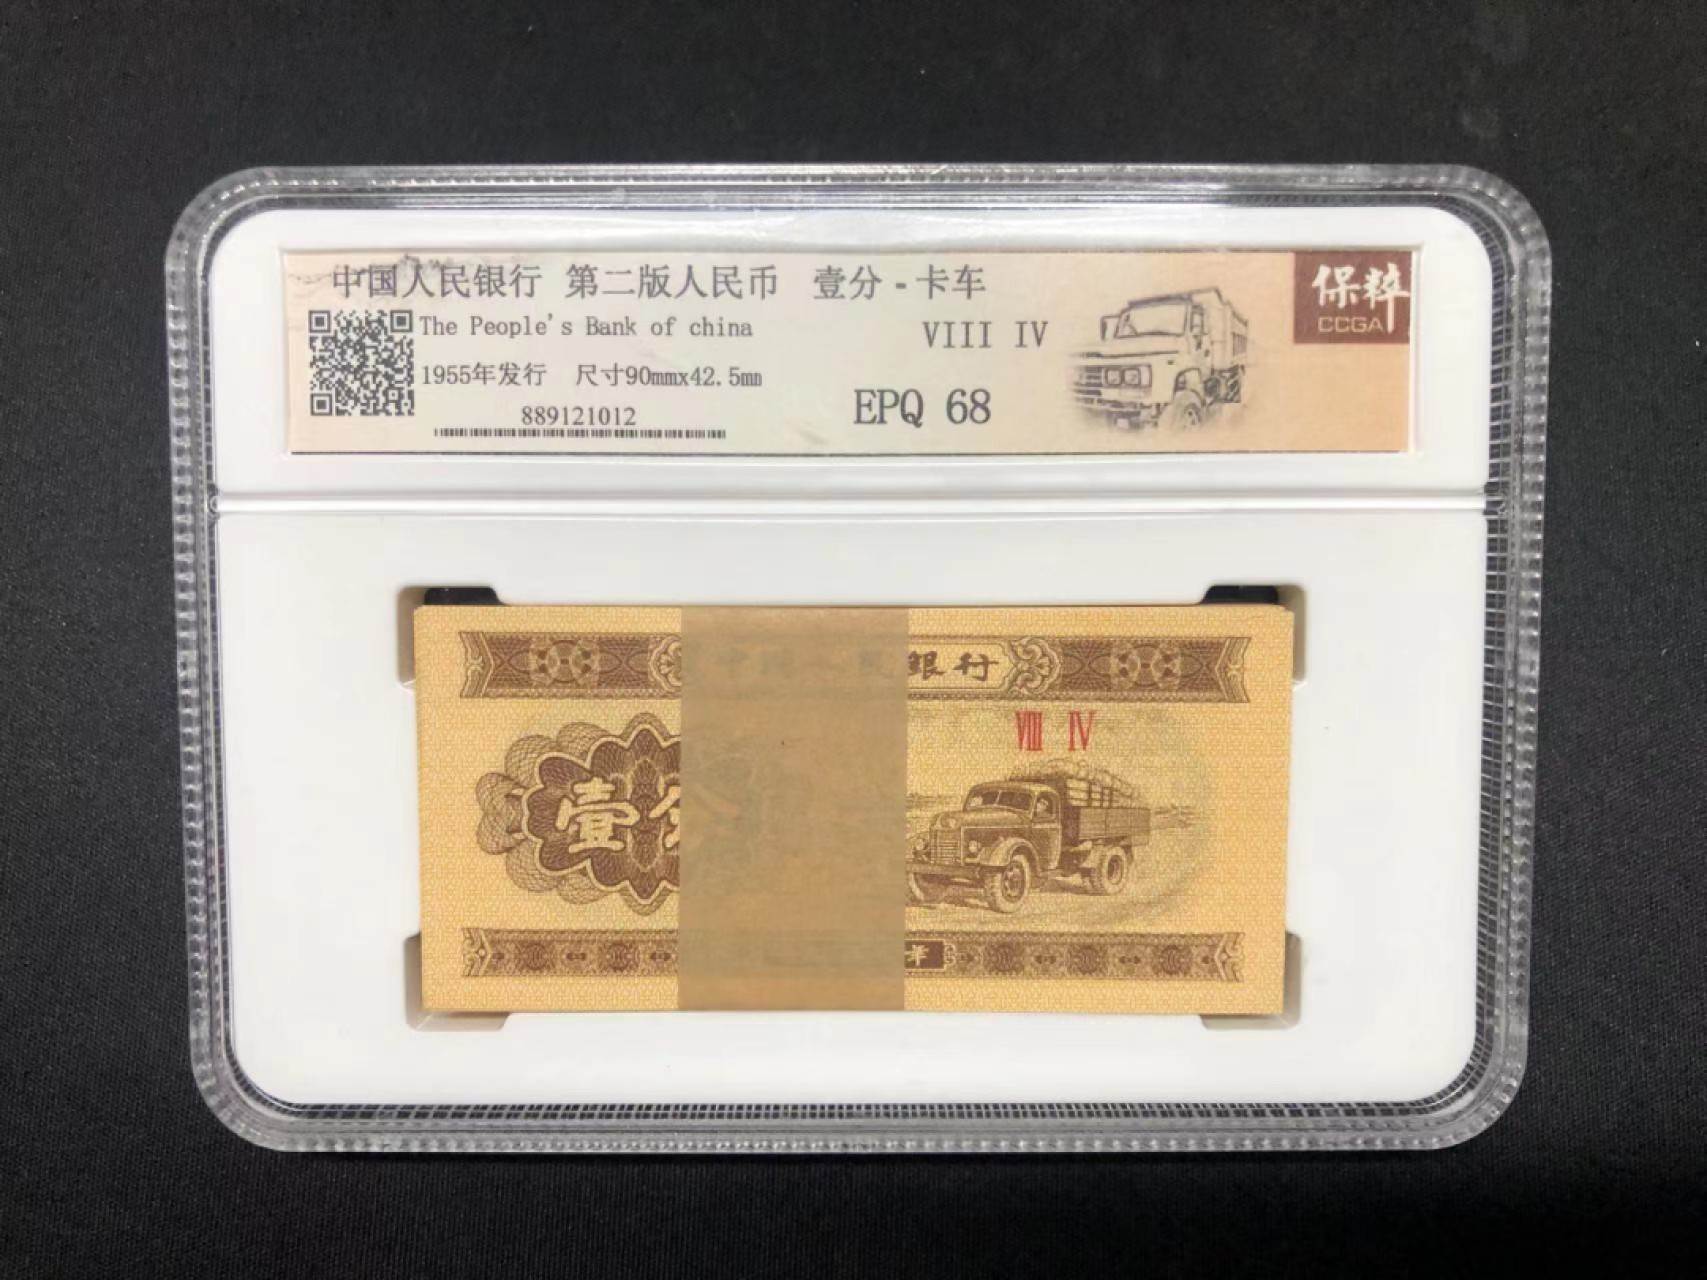 中国人民银行 第二版人民币 壹分-卡车
保粹
CCGA
The People's Bank of china
VIII IV
1955年发行 尺寸90mmx42.5mm
EPQ 68
889121012
銀行
VIII IV
壹
年